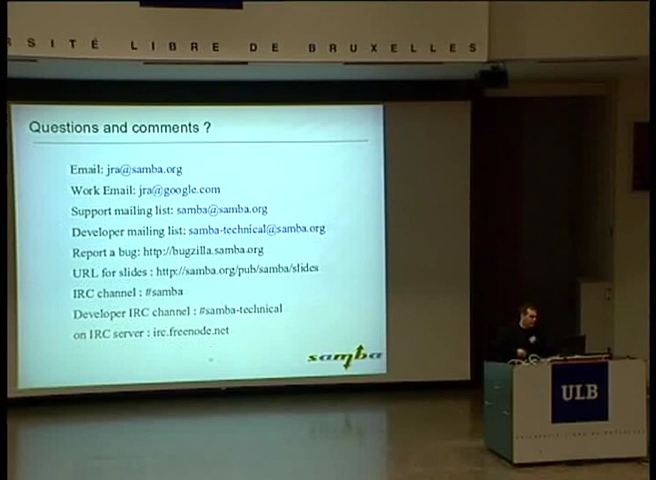 RSITÉ LIBRE DE BRUXELLES
Questions and comments ?
Email: jra@samba.org
Work Email: jra@google.com
Support mailing list: samba@samba.org
Developer mailing list: samba-technical@samba.org
Report a bug: http://bugzilla.samba.org
URL for slides : http://samba.org/pub/samba/slides
IRC channel : #samba
Developer IRC channel : #samba-technical
on IRC server : irc.freenode.net
samba
ULB